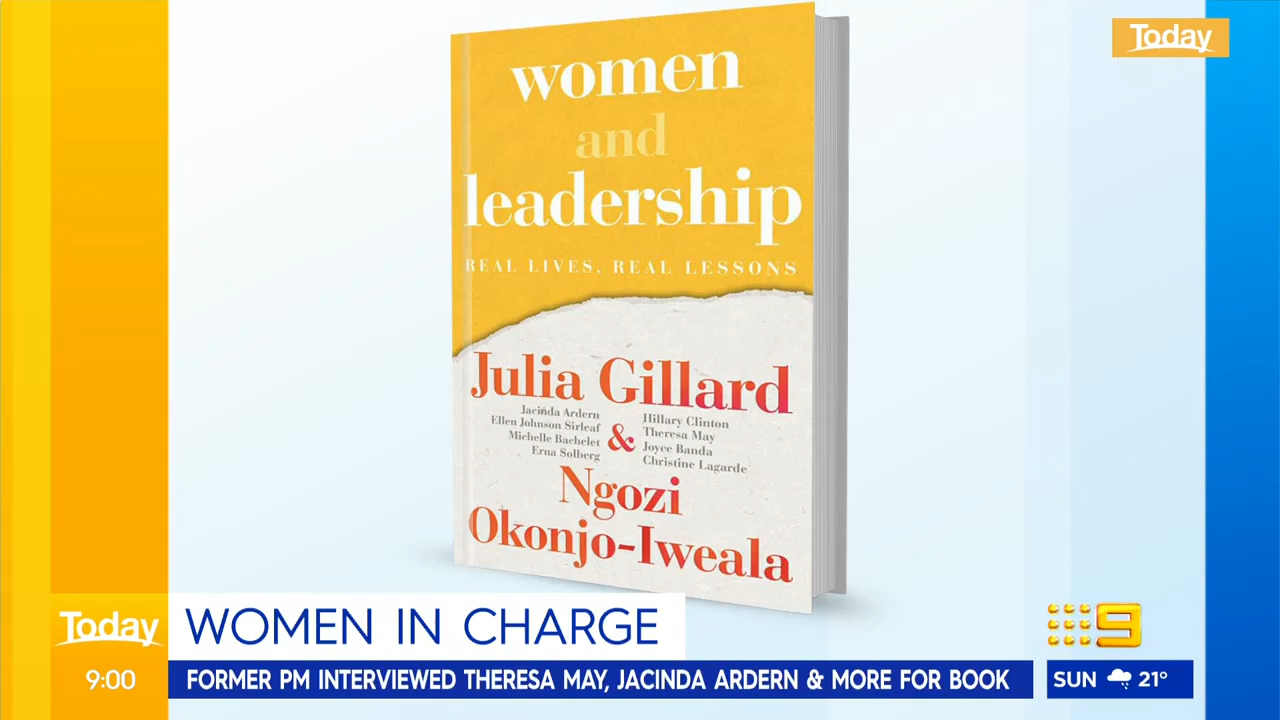 Today
women
and
leadership
REAL LIVES, REAL LESSONS
Julia Gillard
Jacinda Ardern
Ellen Johnson Sirleaf
Michelle Bachelet
Erna Solberg
&
Hillary Clinton
Theresa May
Joyce Banda
Christine Lagarde
Ngozi
Okonjo-Iweala
Today
9:00
WOMEN IN CHARGE
FORMER PM INTERVIEWED THERESA MAY, JACINDA ARDERN & MORE FOR BOOK
9
SUN 21°